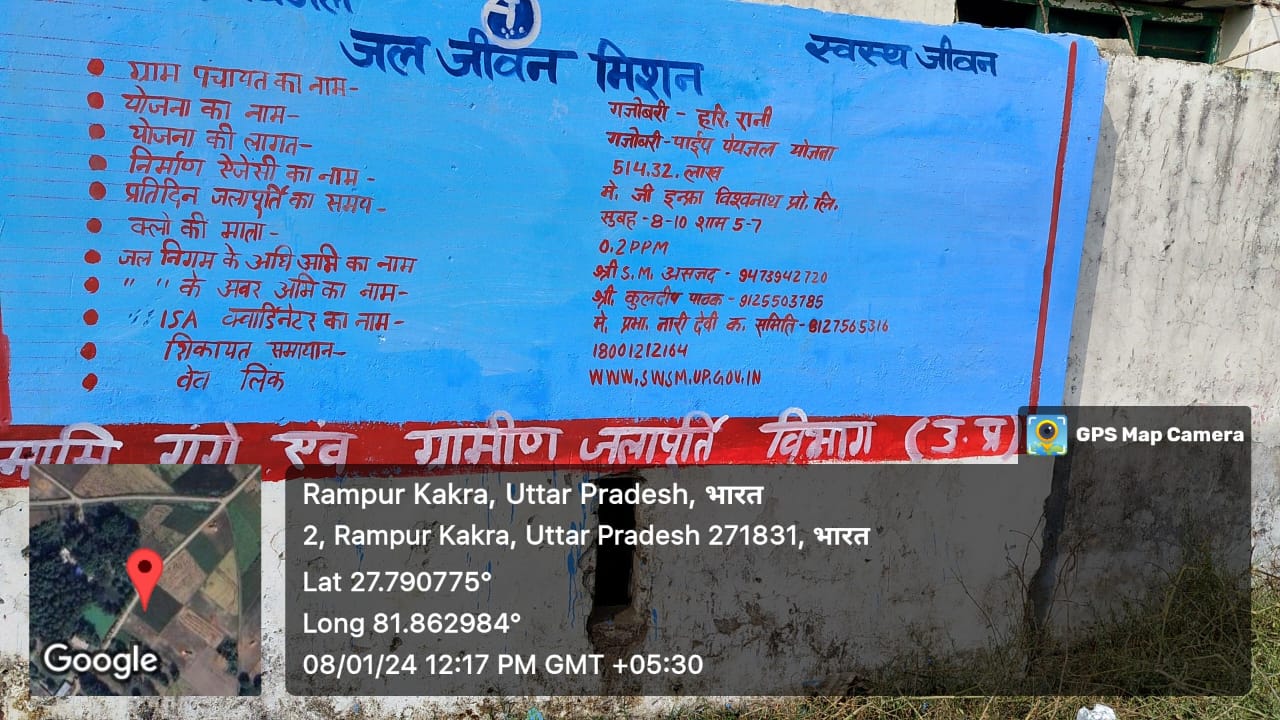 जल जीवन मिशन
स्वस्थ जीवन
ग्राम पंचायत का नाम-
गजोबरी - हरि. रानी
योजना का नाम-
गजोबरी-पाईप पेयजल योजना
योजना की लागत-
514.32. लाख
निर्माण ऐजेंसी का नाम -
मे. जी इन्फ्रा विश्वनाथ प्रो. लि.
प्रतिदिन जलापूर्ति का समय -
सुबह - 8-10 शाम 5-7
क्लो की माता -
0.2 PPM
जल निगम के अधि अभि का नाम
श्री S.M. असजद - 9473942720
" " के अवर अभि का नाम-
श्री. कुलदीप पाठक - 9125503785
" ISA क्वार्डिनेटर का नाम-
मे. प्रभा. नारी देवी क. समिति - 8127565316
शिकायत समायान-
18001212164
वेव लिक
WWW.SWSM.UP.GOV.IN
नामि गंगे एंव ग्रामीण जलापूर्ति विभाग (उ. प्र)
GPS Map Camera
Rampur Kakra, Uttar Pradesh, भारत
2, Rampur Kakra, Uttar Pradesh 271831, भारत
Lat 27.790775°
Long 81.862984°
08/01/24 12:17 PM GMT +05:30
Google